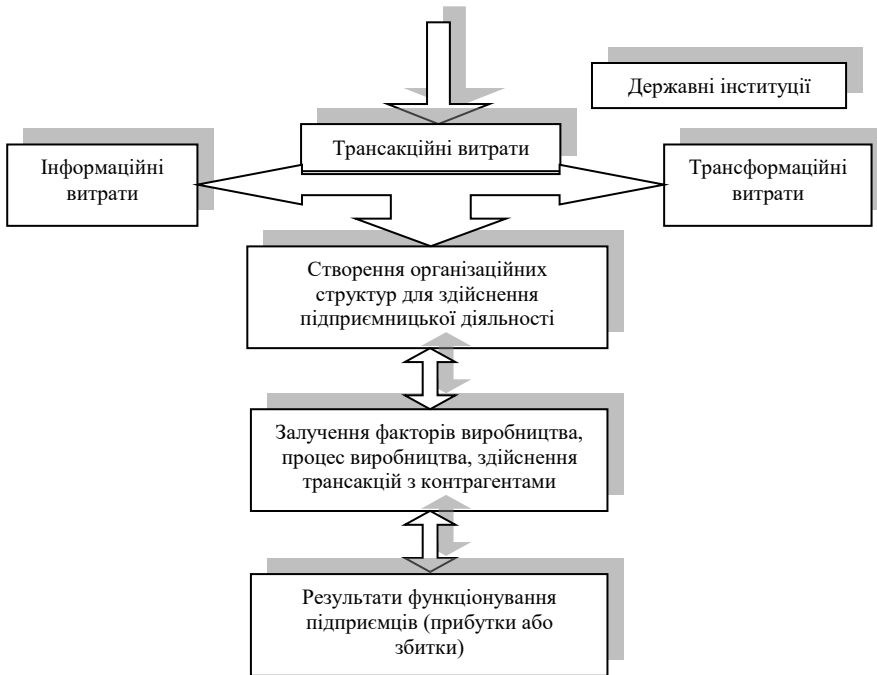 Державні інституції
Трансакційні витрати
Інформаційні
витрати
Трансформаційні
витрати
Створення організаційних
структур для здійснення
підприємницької діяльності
Залучення факторів виробництва,
процес виробництва, здійснення
трансакцій з контрагентами
Результати функціонування
підприємців (прибутки або
збитки)